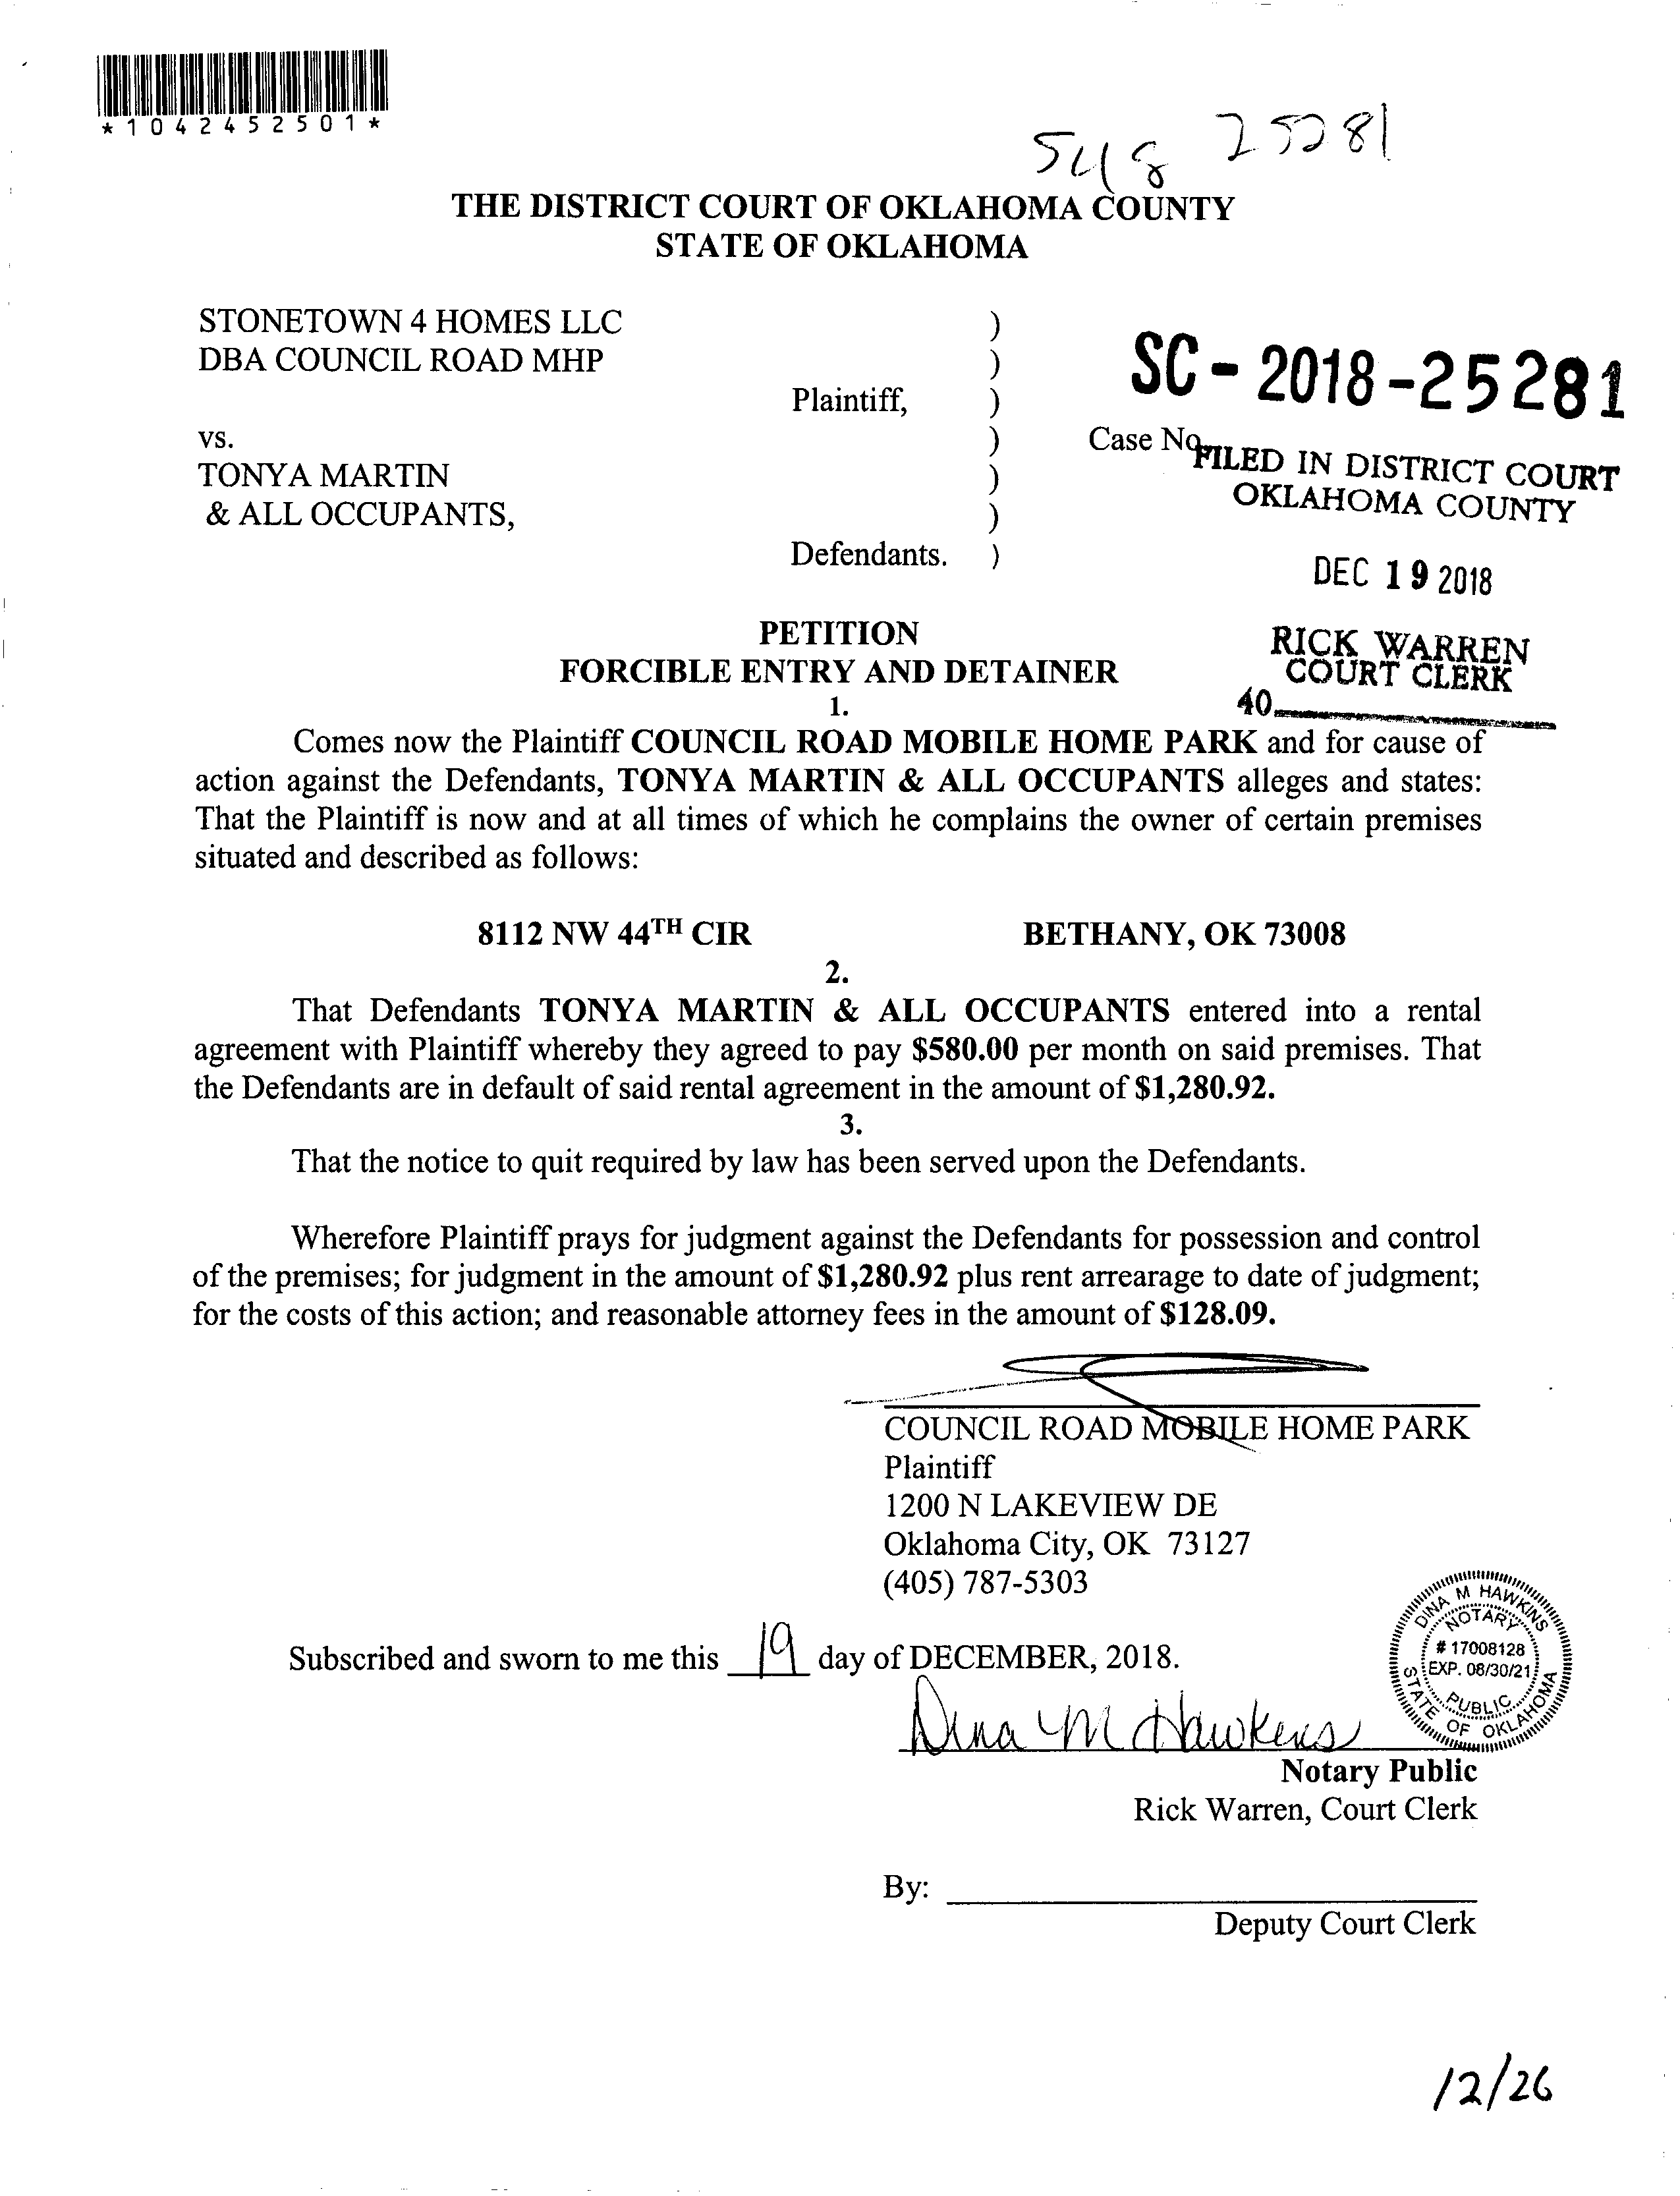 *1042452501*
25281
THE DISTRICT COURT OF OKLAHOMA COUNTY
STATE OF OKLAHOMA
STONETOWN 4 HOMES LLC )
DBA COUNCIL ROAD MHP )
SC-2018-25281
Plaintiff, )
vs. ) Case No.
FILED IN DISTRICT COURT
TONYA MARTIN )
OKLAHOMA COUNTY
& ALL OCCUPANTS, )
Defendants. )
DEC 19 2018
PETITION
RICK WARREN
FORCIBLE ENTRY AND DETAINER
COURT CLERK
1.
40
Comes now the Plaintiff COUNCIL ROAD MOBILE HOME PARK and for cause of
action against the Defendants, TONYA MARTIN & ALL OCCUPANTS alleges and states:
That the Plaintiff is now and at all times of which he complains the owner of certain premises
situated and described as follows:
8112 NW 44TH CIR BETHANY, OK 73008
2.
That Defendants TONYA MARTIN & ALL OCCUPANTS entered into a rental
agreement with Plaintiff whereby they agreed to pay $580.00 per month on said premises. That
the Defendants are in default of said rental agreement in the amount of $1,280.92.
3.
That the notice to quit required by law has been served upon the Defendants.
Wherefore Plaintiff prays for judgment against the Defendants for possession and control
of the premises; for judgment in the amount of $1,280.92 plus rent arrearage to date of judgment;
for the costs of this action; and reasonable attorney fees in the amount of $128.09.
COUNCIL ROAD MOBILE HOME PARK
Plaintiff
1200 N LAKEVIEW DE
Oklahoma City, OK 73127
(405) 787-5303
DINA M HAWKINS
NOTARY
# 17008128
EXP. 08/30/21
PUBLIC
STATE OF OKLAHOMA
Subscribed and sworn to me this 19 day of DECEMBER, 2018.
Dina M Hawkins
Notary Public
Rick Warren, Court Clerk
By:
Deputy Court Clerk
12/26